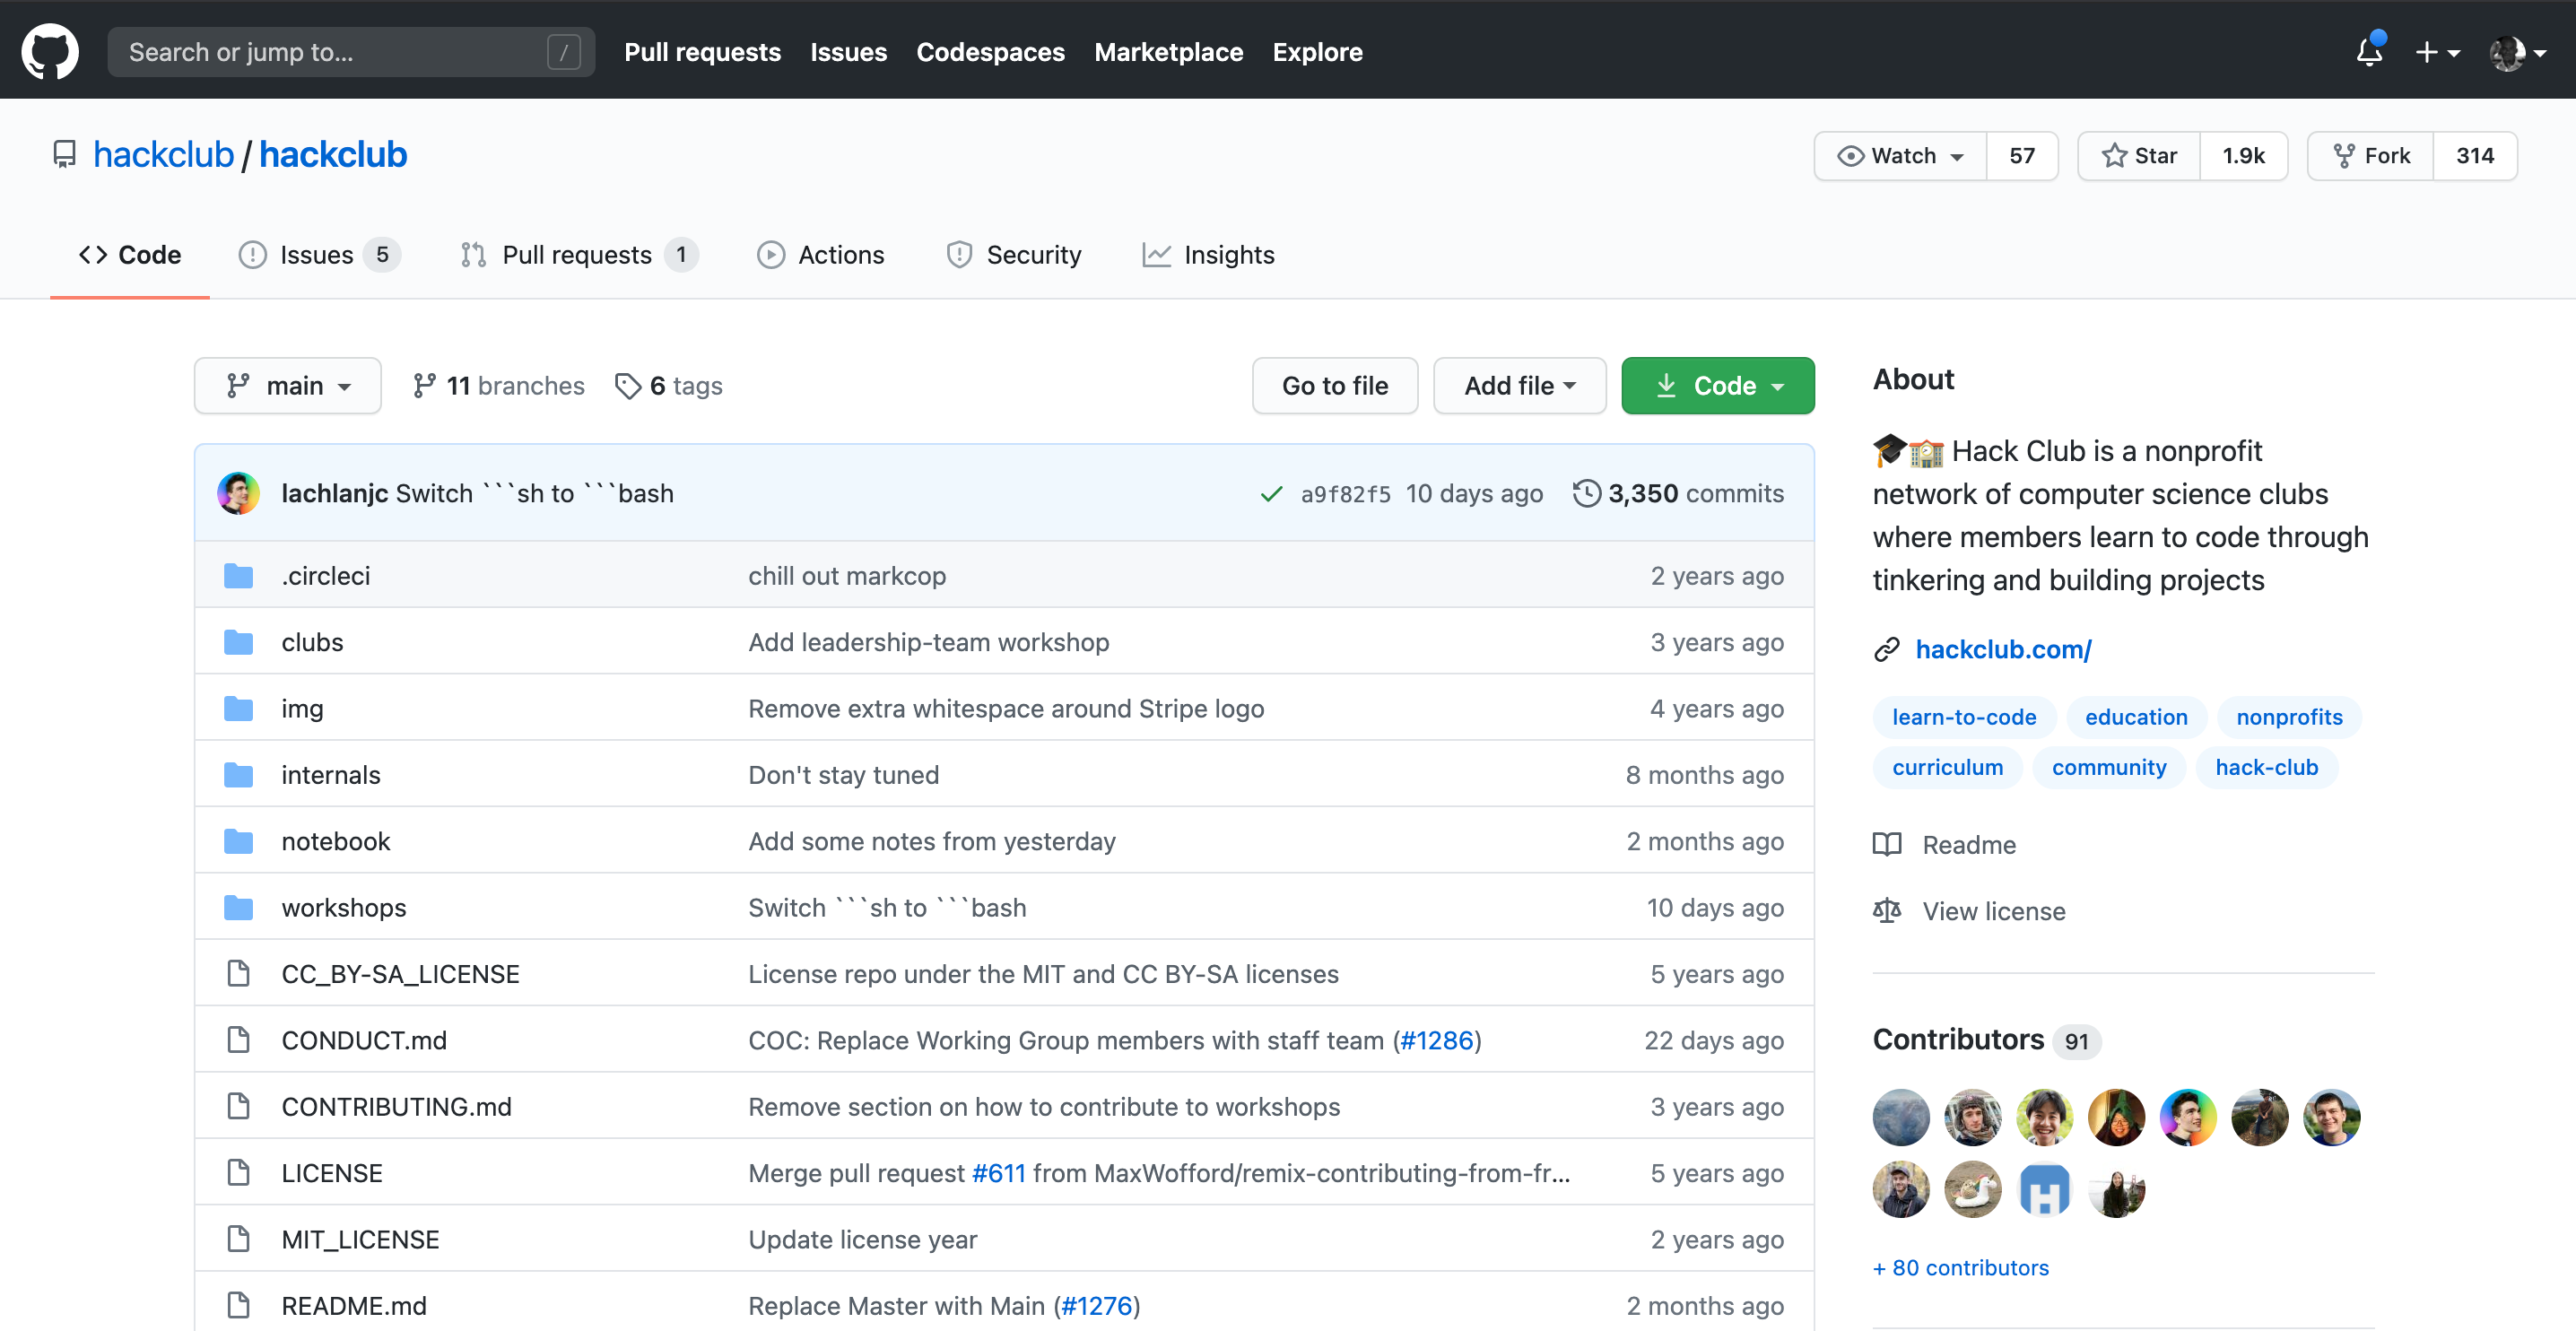 Search or jump to... /
Pull requests Issues Codespaces Marketplace Explore
hackclub / hackclub
Watch 57 Star 1.9k Fork 314
Code Issues 5 Pull requests 1 Actions Security Insights
main 11 branches 6 tags Go to file Add file Code
lachlanjc Switch ```sh to ```bash a9f82f5 10 days ago 3,350 commits
.circleci chill out markcop 2 years ago
clubs Add leadership-team workshop 3 years ago
img Remove extra whitespace around Stripe logo 4 years ago
internals Don't stay tuned 8 months ago
notebook Add some notes from yesterday 2 months ago
workshops Switch ```sh to ```bash 10 days ago
CC_BY-SA_LICENSE License repo under the MIT and CC BY-SA licenses 5 years ago
CONDUCT.md COC: Replace Working Group members with staff team (#1286) 22 days ago
CONTRIBUTING.md Remove section on how to contribute to workshops 3 years ago
LICENSE Merge pull request #611 from MaxWofford/remix-contributing-from-fr... 5 years ago
MIT_LICENSE Update license year 2 years ago
README.md Replace Master with Main (#1276) 2 months ago
About
🎓🏫 Hack Club is a nonprofit
network of computer science clubs
where members learn to code through
tinkering and building projects
hackclub.com/
learn-to-code education nonprofits
curriculum community hack-club
Readme
View license
Contributors 91
H
+ 80 contributors